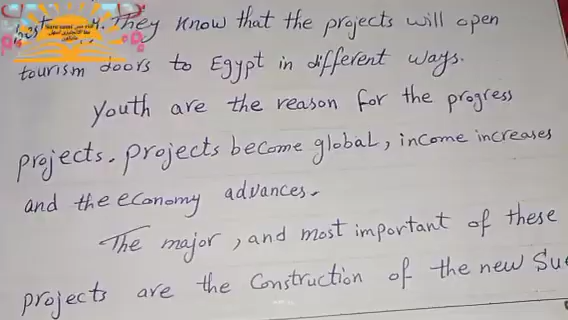 They know that the projects will open
tourism doors to Egypt in different ways.
Youth are the reason for the progress
projects. projects become global, income increases
and the economy advances.
The major, and most important of these
projects are the Construction of the new